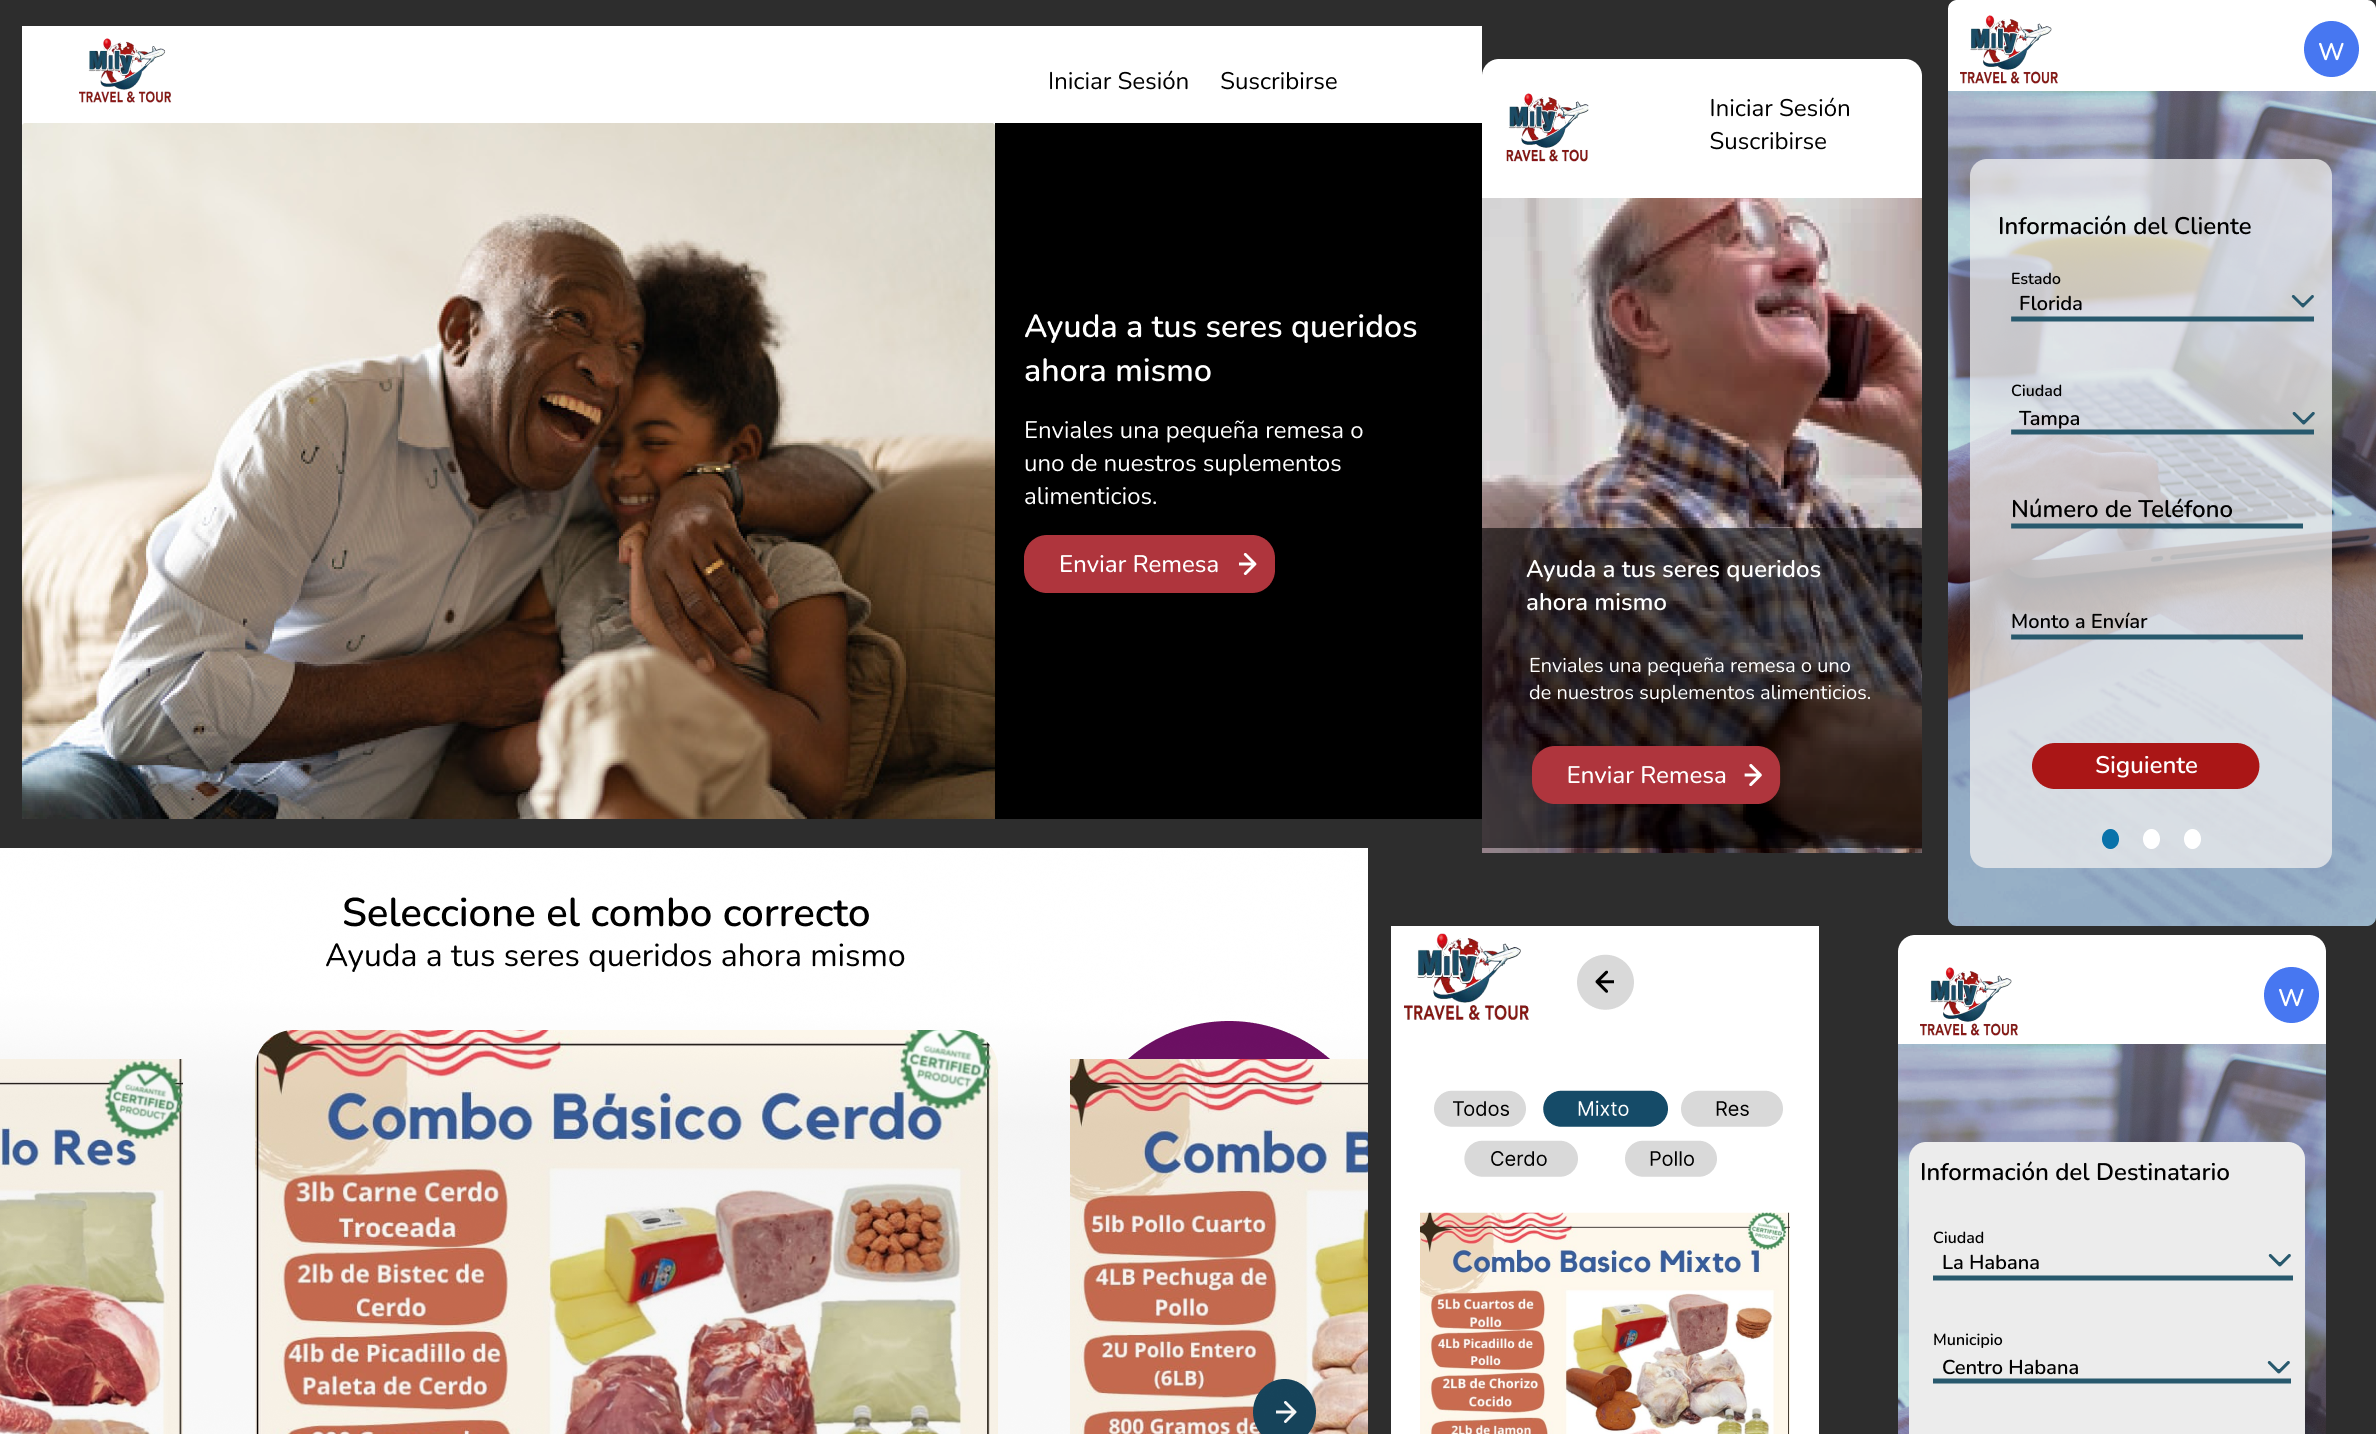 Mily
TRAVEL & TOUR
Iniciar Sesión
Suscribirse
Ayuda a tus seres queridos
ahora mismo
Enviales una pequeña remesa o
uno de nuestros suplementos
alimenticios.
Enviar Remesa
Mily
RAVEL & TOU
Iniciar Sesión
Suscribirse
Ayuda a tus seres queridos
ahora mismo
Enviales una pequeña remesa o uno
de nuestros suplementos alimenticios.
Enviar Remesa
Mily
TRAVEL & TOUR
W
Información del Cliente
Estado
Florida
Ciudad
Tampa
Número de Teléfono
Monto a Envíar
Siguiente
Seleccione el combo correcto
Ayuda a tus seres queridos ahora mismo
GUARANTEE
CERTIFIED
PRODUCT
lo Res
GUARANTEE
CERTIFIED
PRODUCT
Combo Básico Cerdo
3lb Carne Cerdo
Troceada
2lb de Bistec de
Cerdo
4lb de Picadillo de
Paleta de Cerdo
Combo B
5lb Pollo Cuarto
4LB Pechuga de
Pollo
2U Pollo Entero
(6LB)
800 Gramos de
Mily
TRAVEL & TOUR
Todos
Mixto
Res
Cerdo
Pollo
CERTIFIED
PRODUCT
Combo Basico Mixto 1
5Lb Cuartos de
Pollo
4Lb Picadillo de
Pollo
2LB de Chorizo
Cocido
2Lb de Jamon
Mily
TRAVEL & TOUR
W
Información del Destinatario
Ciudad
La Habana
Municipio
Centro Habana